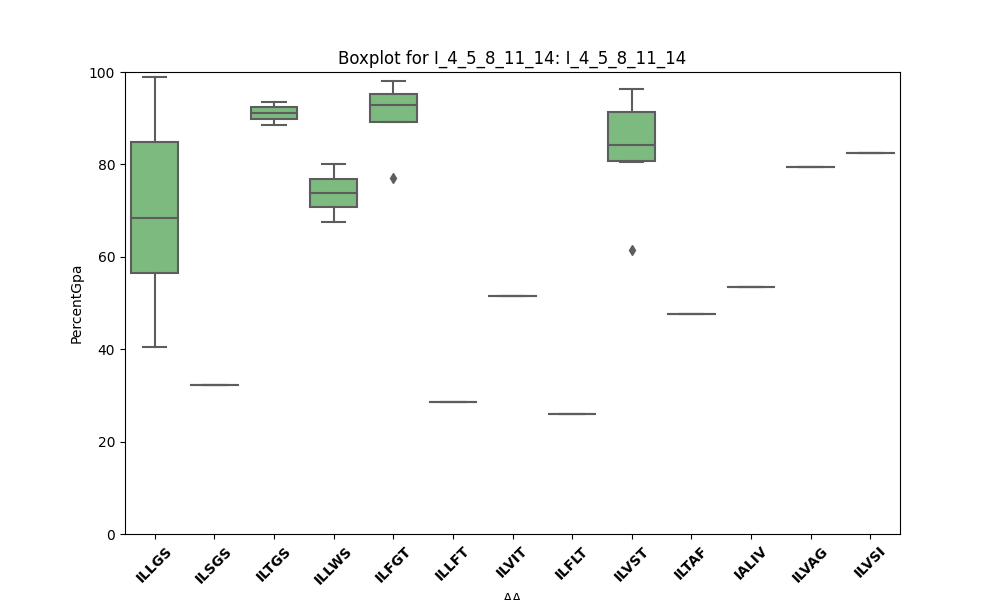 Boxplot for I_4_5_8_11_14: I_4_5_8_11_14
100
80
60
40
20
0
PercentGpa
ILLGS
ILSGS
ILTGS
ILLWS
ILFGT
ILLFT
ILVIT
ILFLT
ILVST
ILTAF
IALIV
ILVAG
ILVSI
AA